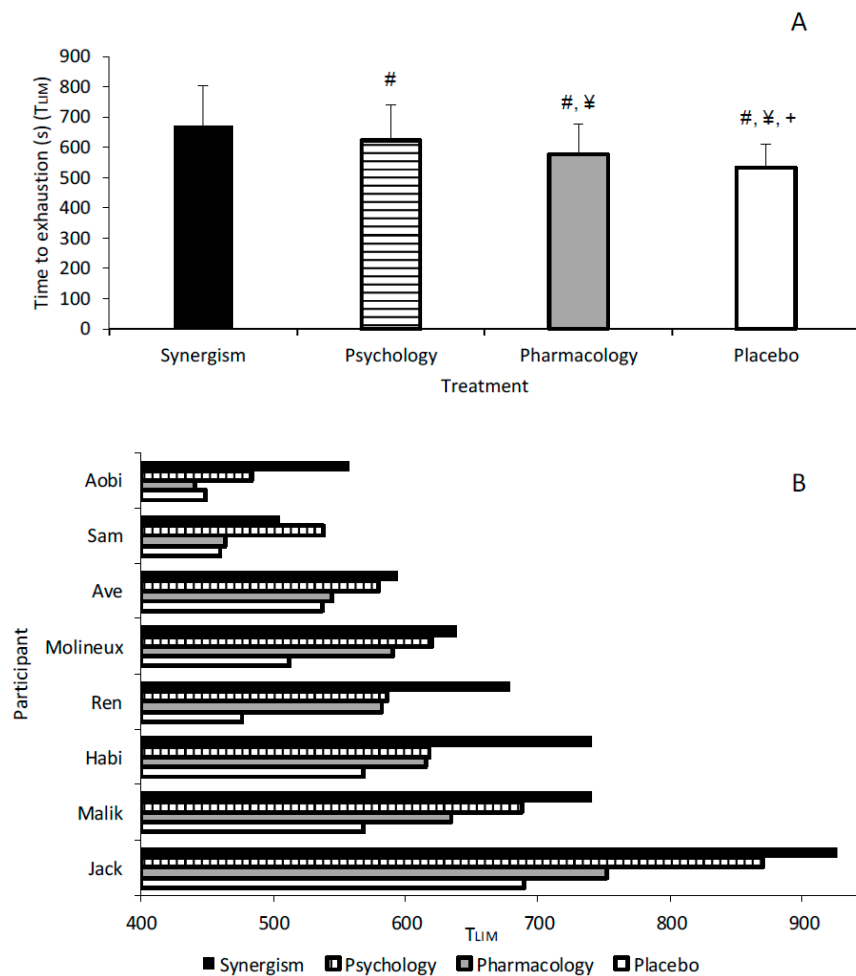 A
Time to exhaustion (s) (TLIM)
900
800
700
600
500
400
300
200
100
0
#
#, ¥
#, ¥, +
Synergism Psychology Pharmacology Placebo
Treatment
B
Participant
Aobi
Sam
Ave
Molineux
Ren
Habi
Malik
Jack
400 500 600 700 800 900
TLIM
Synergism Psychology Pharmacology Placebo